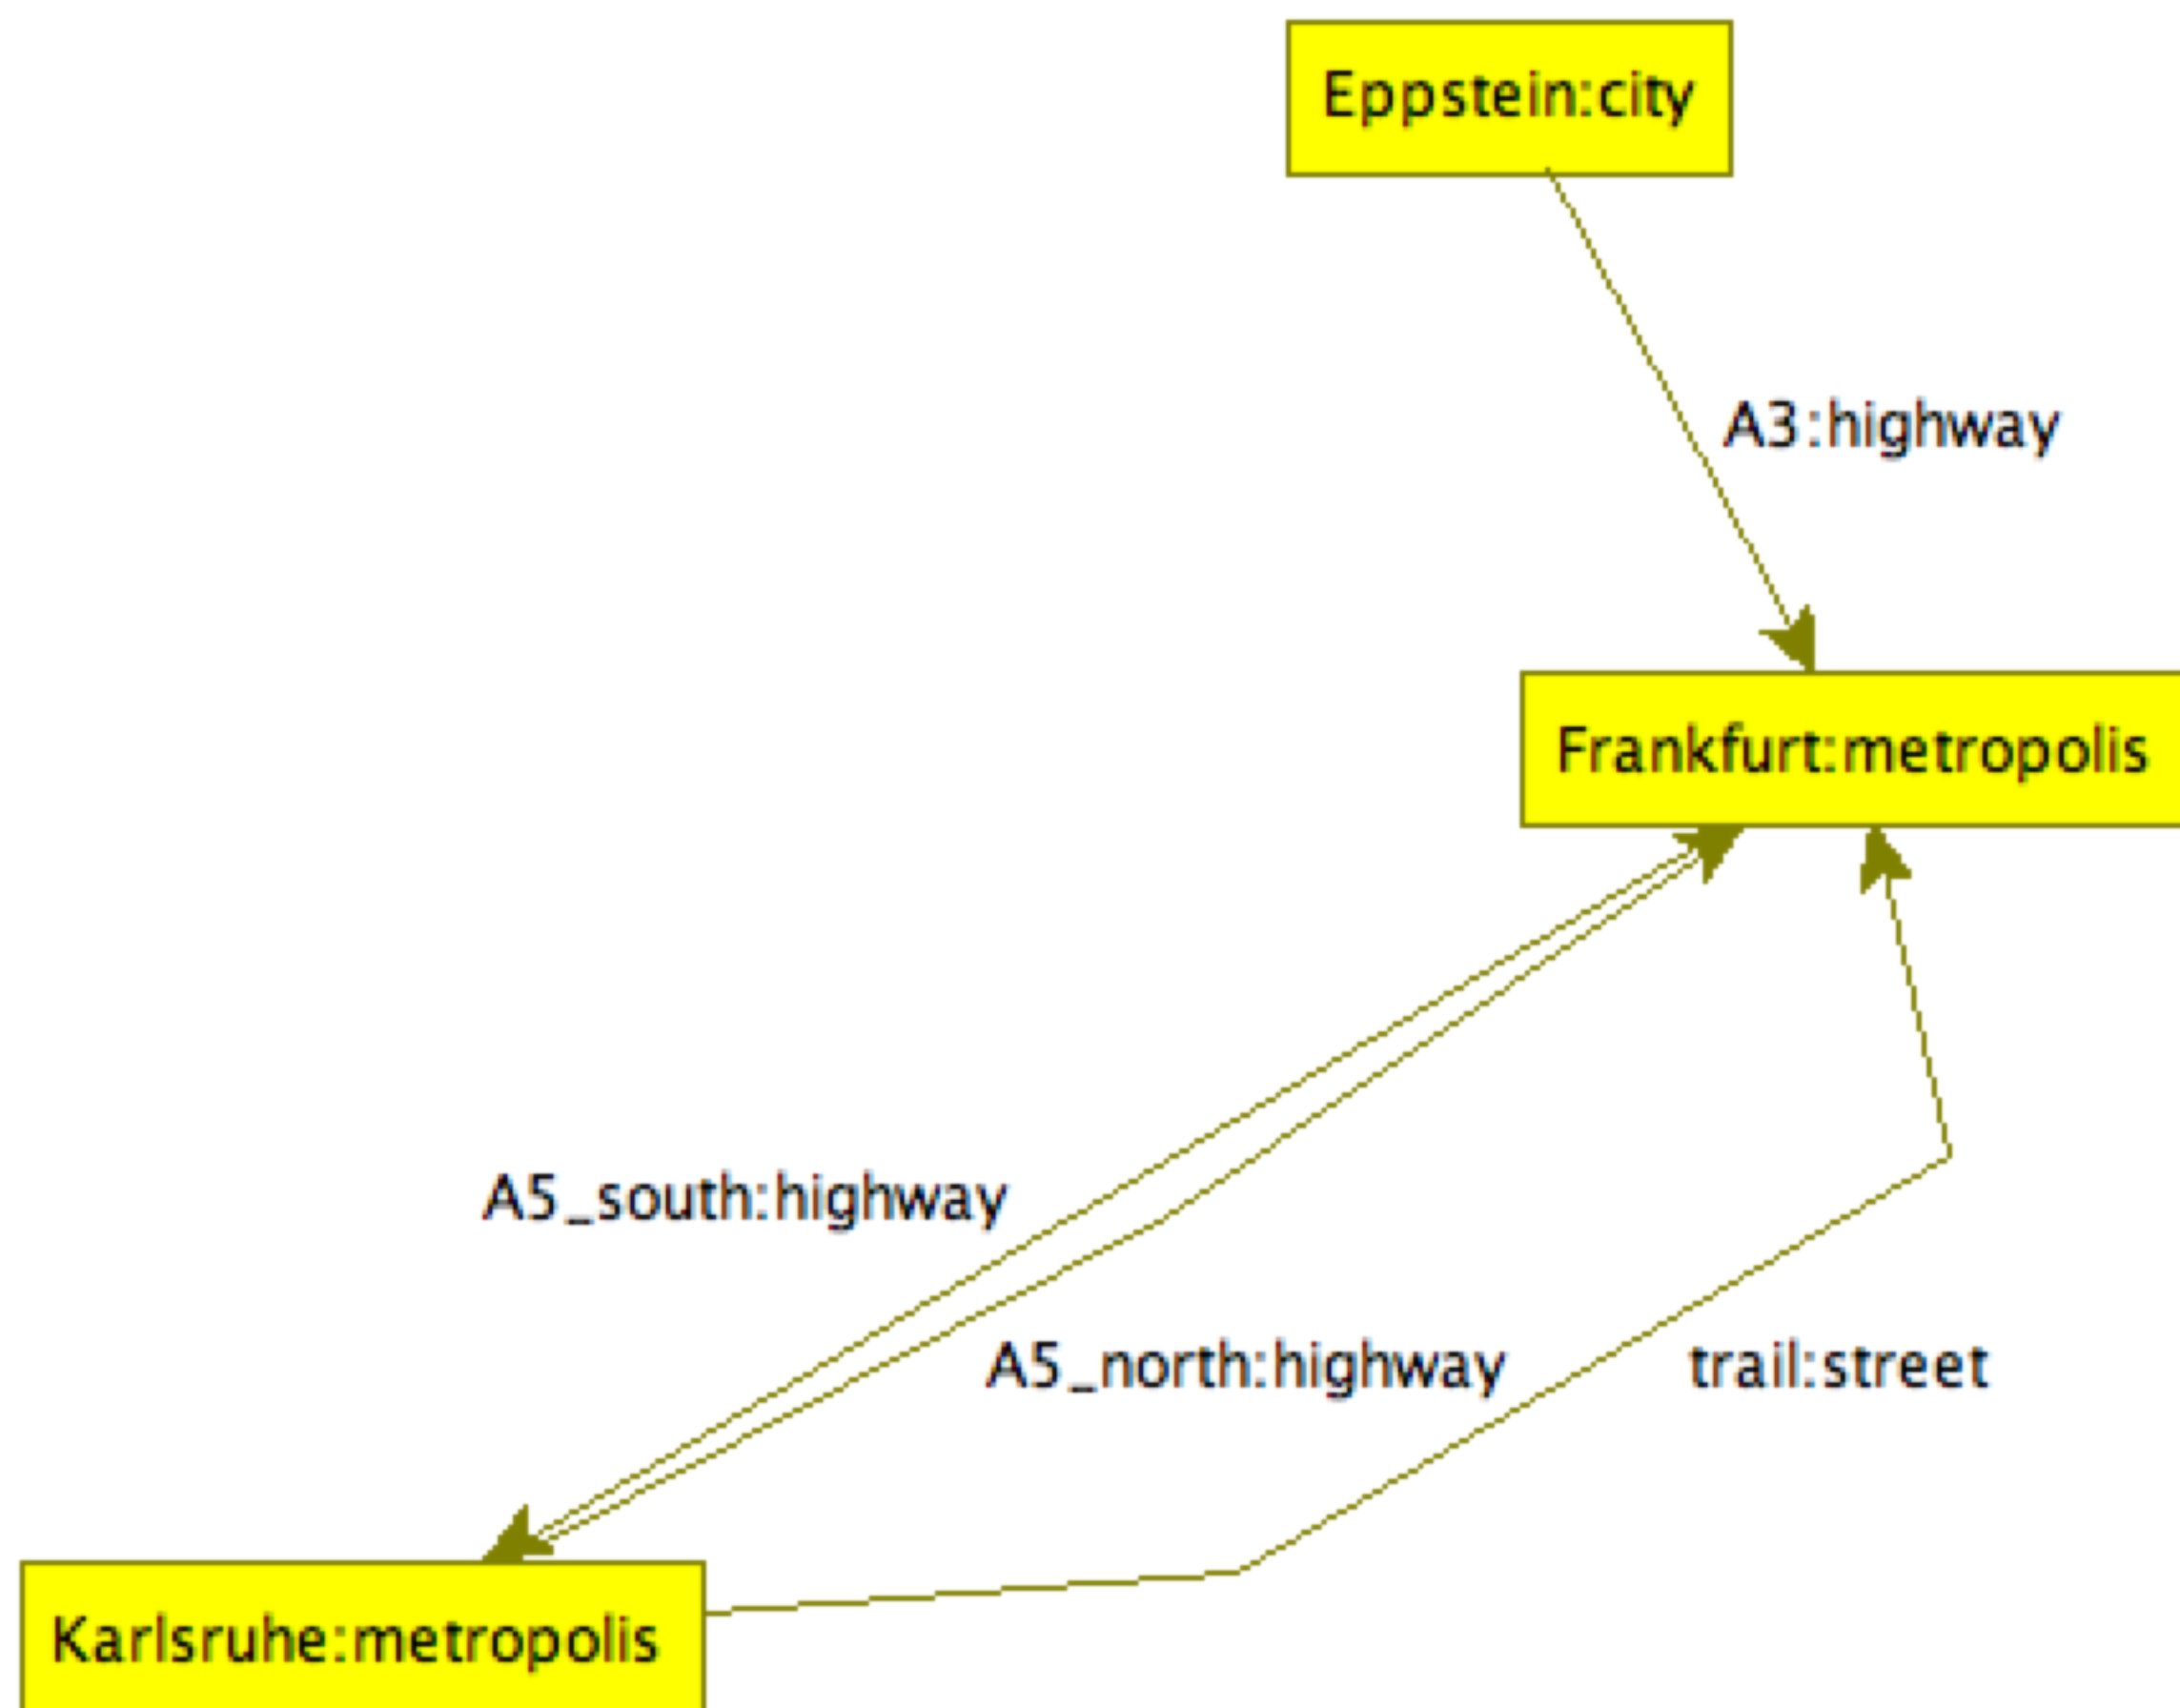 Eppstein:city
A3:highway
Frankfurt:metropolis
A5_south:highway
A5_north:highway
trail:street
Karlsruhe:metropolis